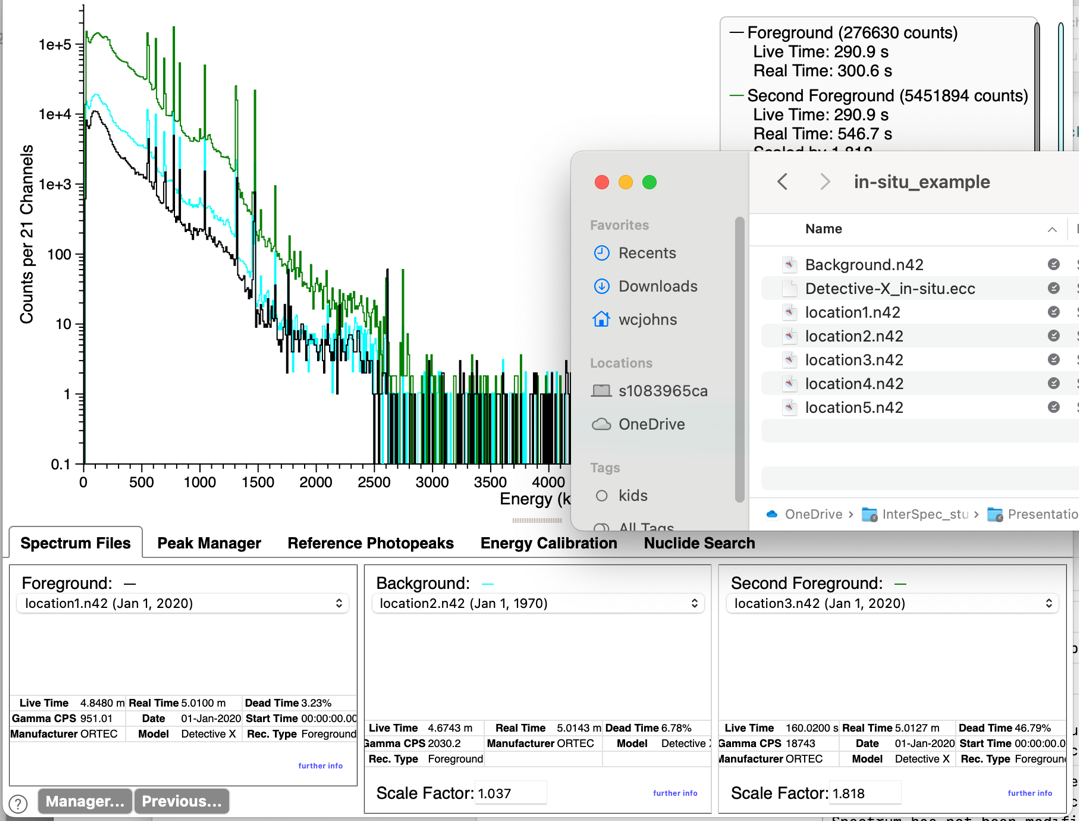 1e+5
1e+4
1e+3
100
10
1
0.1
Counts per 21 Channels
0 500 1000 1500 2000 2500 3000 3500 4000
Energy (k
Foreground (276630 counts)
Live Time: 290.9 s
Real Time: 300.6 s
Second Foreground (5451894 counts)
Live Time: 290.9 s
Real Time: 546.7 s
Scaled by 1.818
Favorites
Recents
Downloads
wcjohns
Locations
s1083965ca
OneDrive
Tags
kids
All Tags
in-situ_example
Name
Background.n42
Detective-X_in-situ.ecc
location1.n42
location2.n42
location3.n42
location4.n42
location5.n42
OneDrive › InterSpec_stu › Presentatio
Spectrum Files Peak Manager Reference Photopeaks Energy Calibration Nuclide Search
Foreground: —
location1.n42 (Jan 1, 2020)
Live Time 4.8480 m Real Time 5.0100 m Dead Time 3.23%
Gamma CPS 951.01 Date 01-Jan-2020 Start Time 00:00:00.00
Manufacturer ORTEC Model Detective X Rec. Type Foreground
further info
Manager... Previous...
?
Background: —
location2.n42 (Jan 1, 1970)
Live Time 4.6743 m Real Time 5.0143 m Dead Time 6.78%
Gamma CPS 2030.2 Manufacturer ORTEC Model Detective
Rec. Type Foreground
Scale Factor: 1.037 further info
Second Foreground: —
location3.n42 (Jan 1, 2020)
Live Time 160.0200 s Real Time 5.0127 m Dead Time 46.79%
Gamma CPS 18743 Date 01-Jan-2020 Start Time 00:00:00.0
Manufacturer ORTEC Model Detective X Rec. Type Foreground
Scale Factor: 1.818 further info